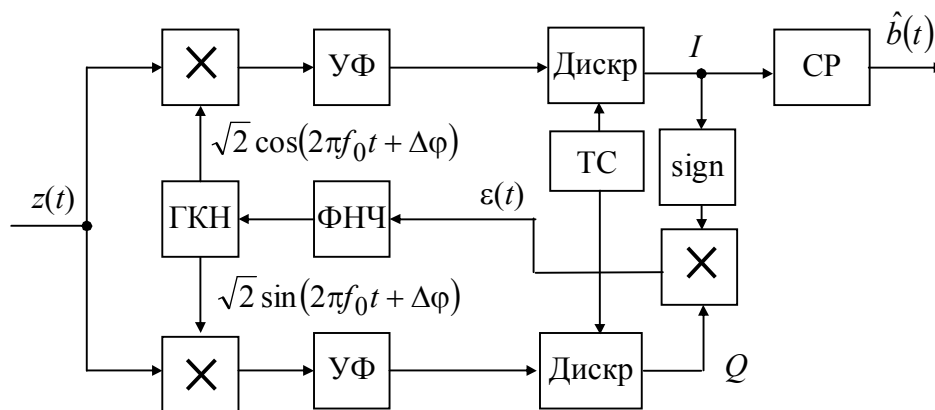 УФ
Дискр
I
СР
b̂(t)
√2 cos(2πf₀t + Δφ)
ТС
sign
z(t)
ГКН
ФНЧ
ε(t)
√2 sin(2πf₀t + Δφ)
УФ
Дискр
Q